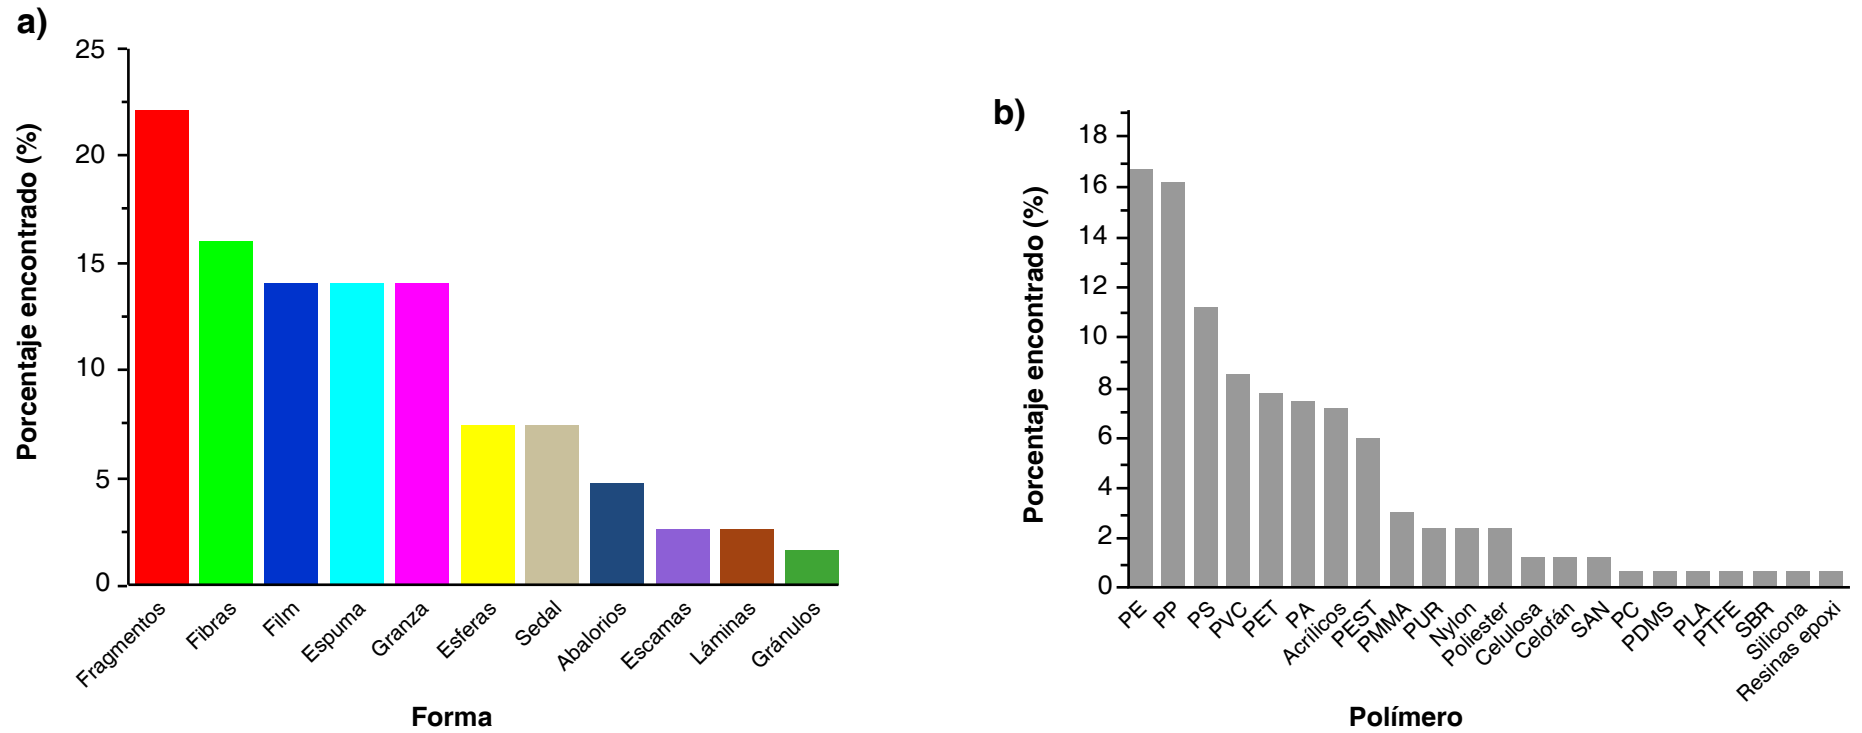 a)
25
20
15
10
5
0
Porcentaje encontrado (%)
Fragmentos
Fibras
Film
Espuma
Granza
Esferas
Sedal
Abalorios
Escamas
Láminas
Gránulos
Forma
b)
18
16
14
12
10
8
6
4
2
0
Porcentaje encontrado (%)
PE
PP
PS
PVC
PET
PA
Acrílicos
PEST
PMMA
PUR
Nylon
Poliester
Celulosa
Celofán
SAN
PC
PDMS
PLA
PTFE
SBR
Silicona
Resinas epoxi
Polímero